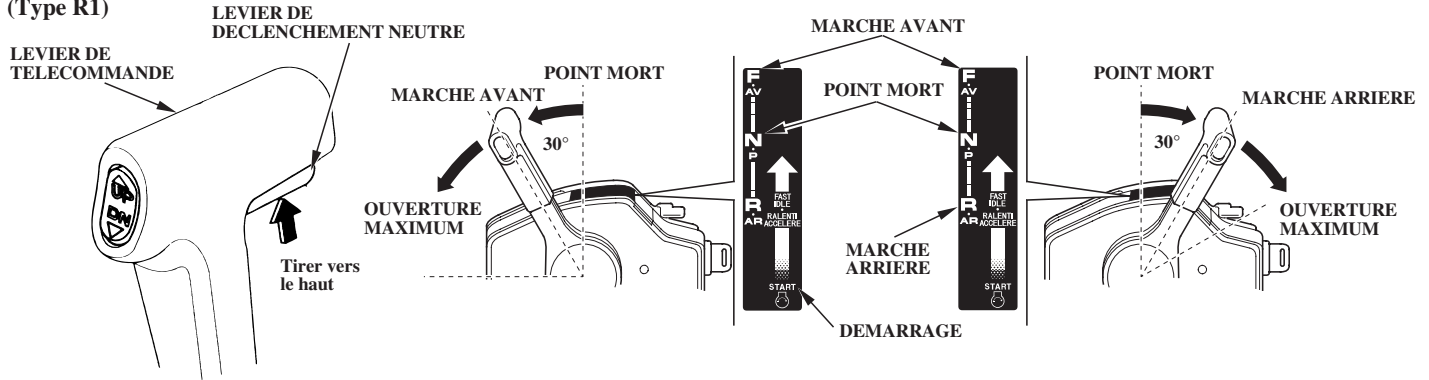 (Type R1)
LEVIER DE
TELECOMMANDE
LEVIER DE
DECLENCHEMENT NEUTRE
UP
DN
Tirer vers
le haut
MARCHE AVANT
POINT MORT
30°
OUVERTURE
MAXIMUM
MARCHE AVANT
POINT MORT
MARCHE
ARRIERE
DEMARRAGE
F
AV
N
P
R
AR
FAST
IDLE
RALENTI
ACCELERE
START
F
AV
N
P
R
AR
FAST
IDLE
RALENTI
ACCELERE
START
POINT MORT
MARCHE ARRIERE
30°
OUVERTURE
MAXIMUM